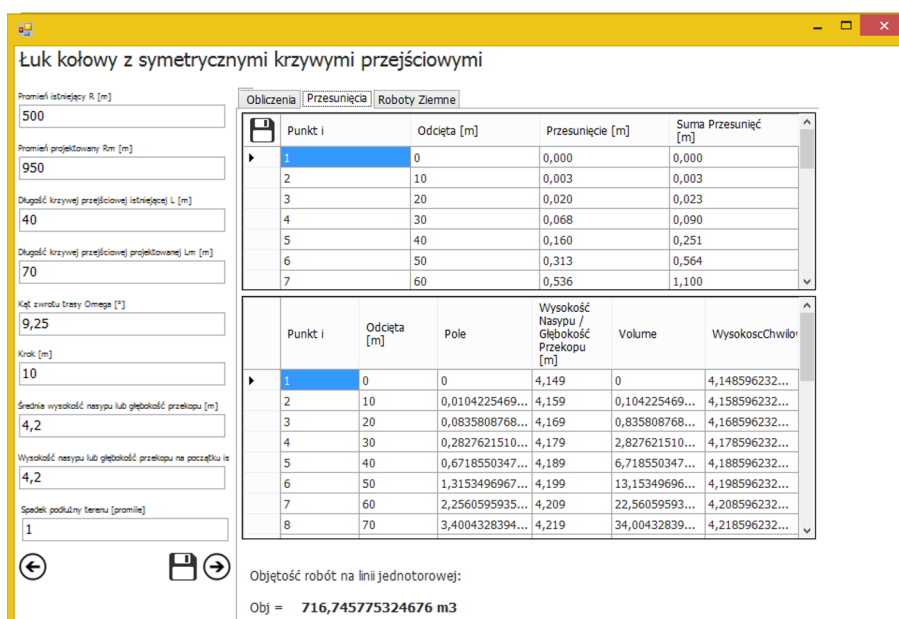 Łuk kołowy z symetrycznymi krzywymi przejściowymi
Promień istniejący R [m]
500
Promień projektowany Rm [m]
950
Długość krzywej przejściowej istniejącej L [m]
40
Długość krzywej przejściowej projektowanej Lm [m]
70
Kąt zwrotu trasy Omega [°]
9,25
Krok [m]
10
Średnia wysokość nasypu lub głębokość przekopu [m]
4,2
Wysokość nasypu lub głębokość przekopu na początku is
4,2
Spadek podłużny terenu [promile]
1
Obliczenia Przesunięcia Roboty Ziemne
Punkt i Odcięta [m] Przesunięcie [m] Suma Przesunięć [m]
1 0 0,000 0,000
2 10 0,003 0,003
3 20 0,020 0,023
4 30 0,068 0,090
5 40 0,160 0,251
6 50 0,313 0,564
7 60 0,536 1,100
Punkt i Odcięta [m] Pole Wysokość Nasypu / Głębokość Przekopu [m] Volume WysokoscChwilo
1 0 0 4,149 0 4,148596232...
2 10 0,0104225469... 4,159 0,104225469... 4,158596232...
3 20 0,0835808768... 4,169 0,835808768... 4,168596232...
4 30 0,2827621510... 4,179 2,827621510... 4,178596232...
5 40 0,6718550347... 4,189 6,718550347... 4,188596232...
6 50 1,3153496967... 4,199 13,15349696... 4,198596232...
7 60 2,2560595935... 4,209 22,56059593... 4,208596232...
8 70 3,4004328394... 4,219 34,00432839... 4,218596232...
Objętość robót na linii jednotorowej:
Obj = 716,745775324676 m3